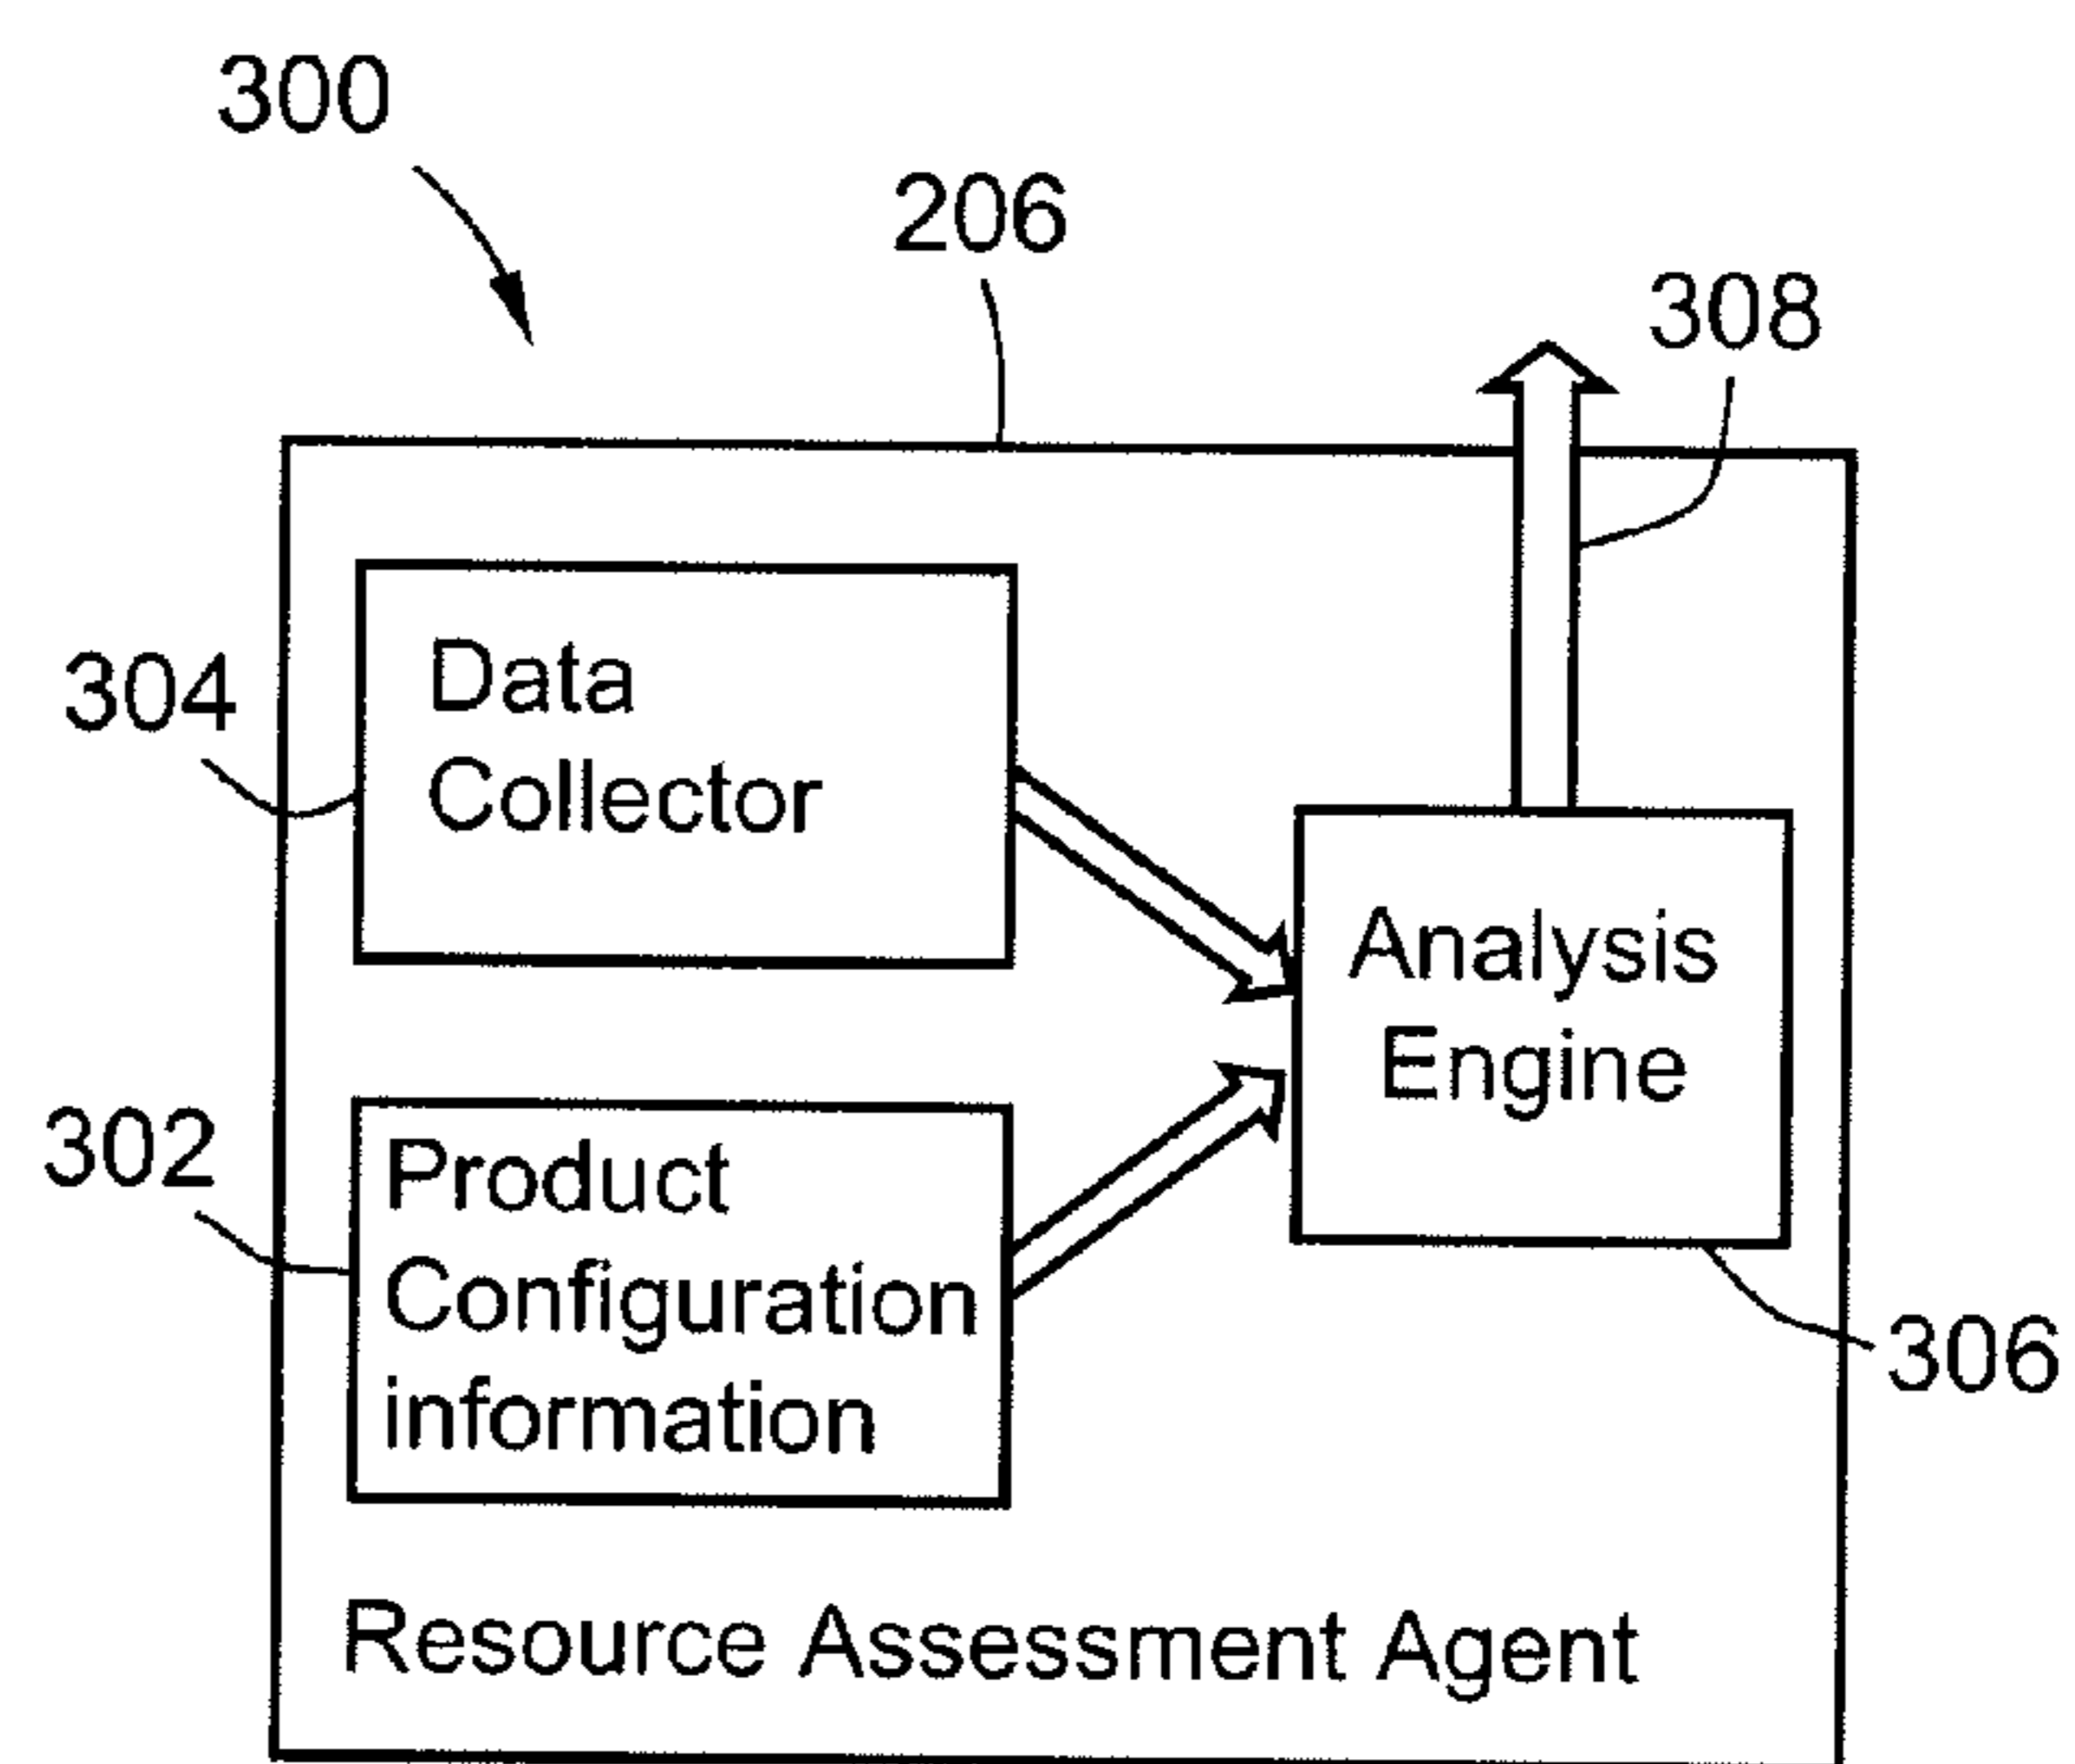 300
206
308
304
Data
Collector
Analysis
Engine
302
Product
Configuration
information
306
Resource Assessment Agent